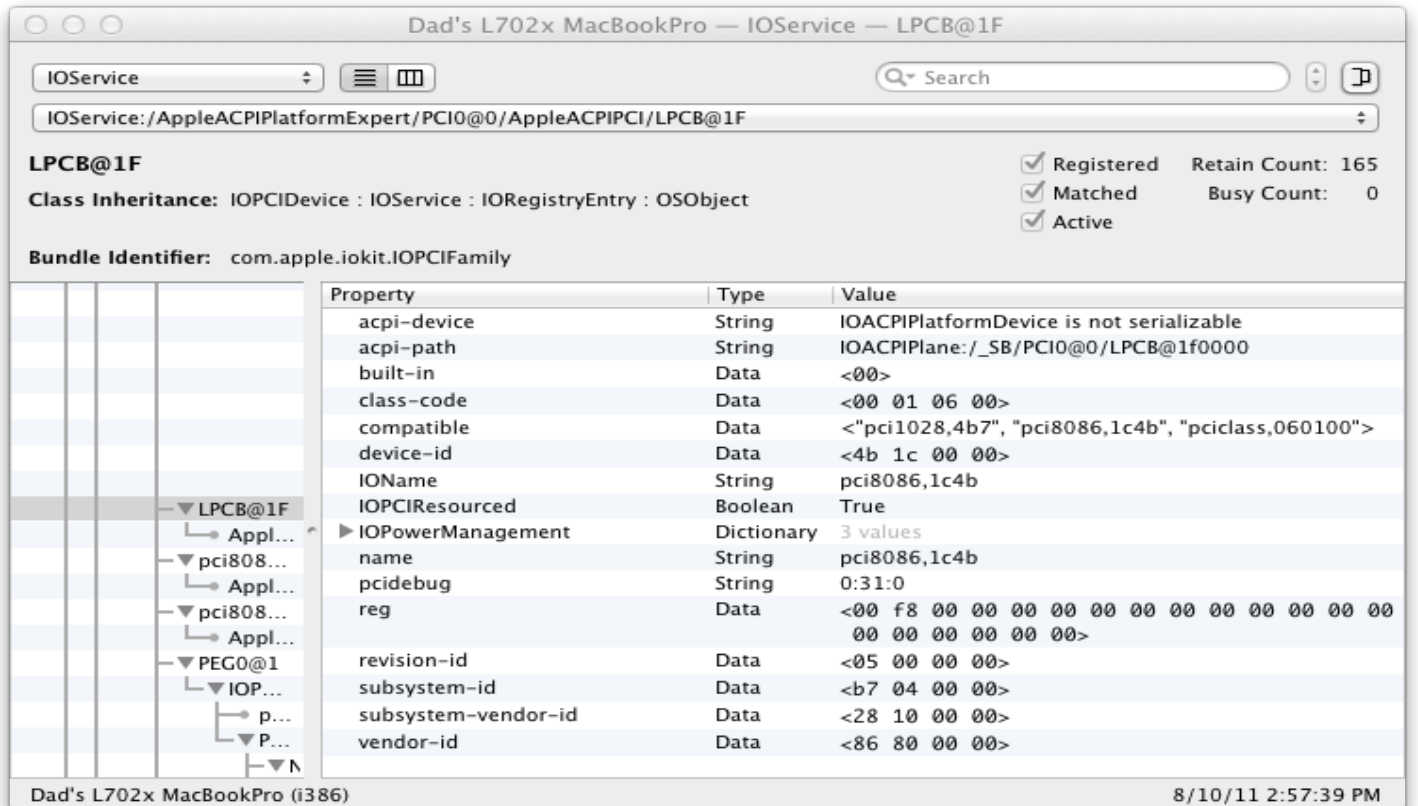 Dad's L702x MacBookPro — IOService — LPCB@1F
IOService
Search
IOService:/AppleACPIPlatformExpert/PCI0@0/AppleACPIPCI/LPCB@1F
LPCB@1F
Registered Retain Count: 165
Class Inheritance: IOPCIDevice : IOService : IORegistryEntry : OSObject
Matched Busy Count: 0
Active
Bundle Identifier: com.apple.iokit.IOPCIFamily
Property Type Value
acpi-device String IOACPIPlatformDevice is not serializable
acpi-path String IOACPIPlane:/_SB/PCI0@0/LPCB@1f0000
built-in Data <00>
class-code Data <00 01 06 00>
compatible Data <"pci1028,4b7", "pci8086,1c4b", "pciclass,060100">
device-id Data <4b 1c 00 00>
IOName String pci8086,1c4b
IOPCIResourced Boolean True
IOPowerManagement Dictionary 3 values
name String pci8086,1c4b
pcidebug String 0:31:0
reg Data <00 f8 00 00 00 00 00 00 00 00 00 00 00 00
00 00 00 00 00 00>
revision-id Data <05 00 00 00>
subsystem-id Data <b7 04 00 00>
subsystem-vendor-id Data <28 10 00 00>
vendor-id Data <86 80 00 00>
LPCB@1F
Appl...
pci808...
Appl...
pci808...
Appl...
PEG0@1
IOP...
p...
P...
N
Dad's L702x MacBookPro (i386) 8/10/11 2:57:39 PM